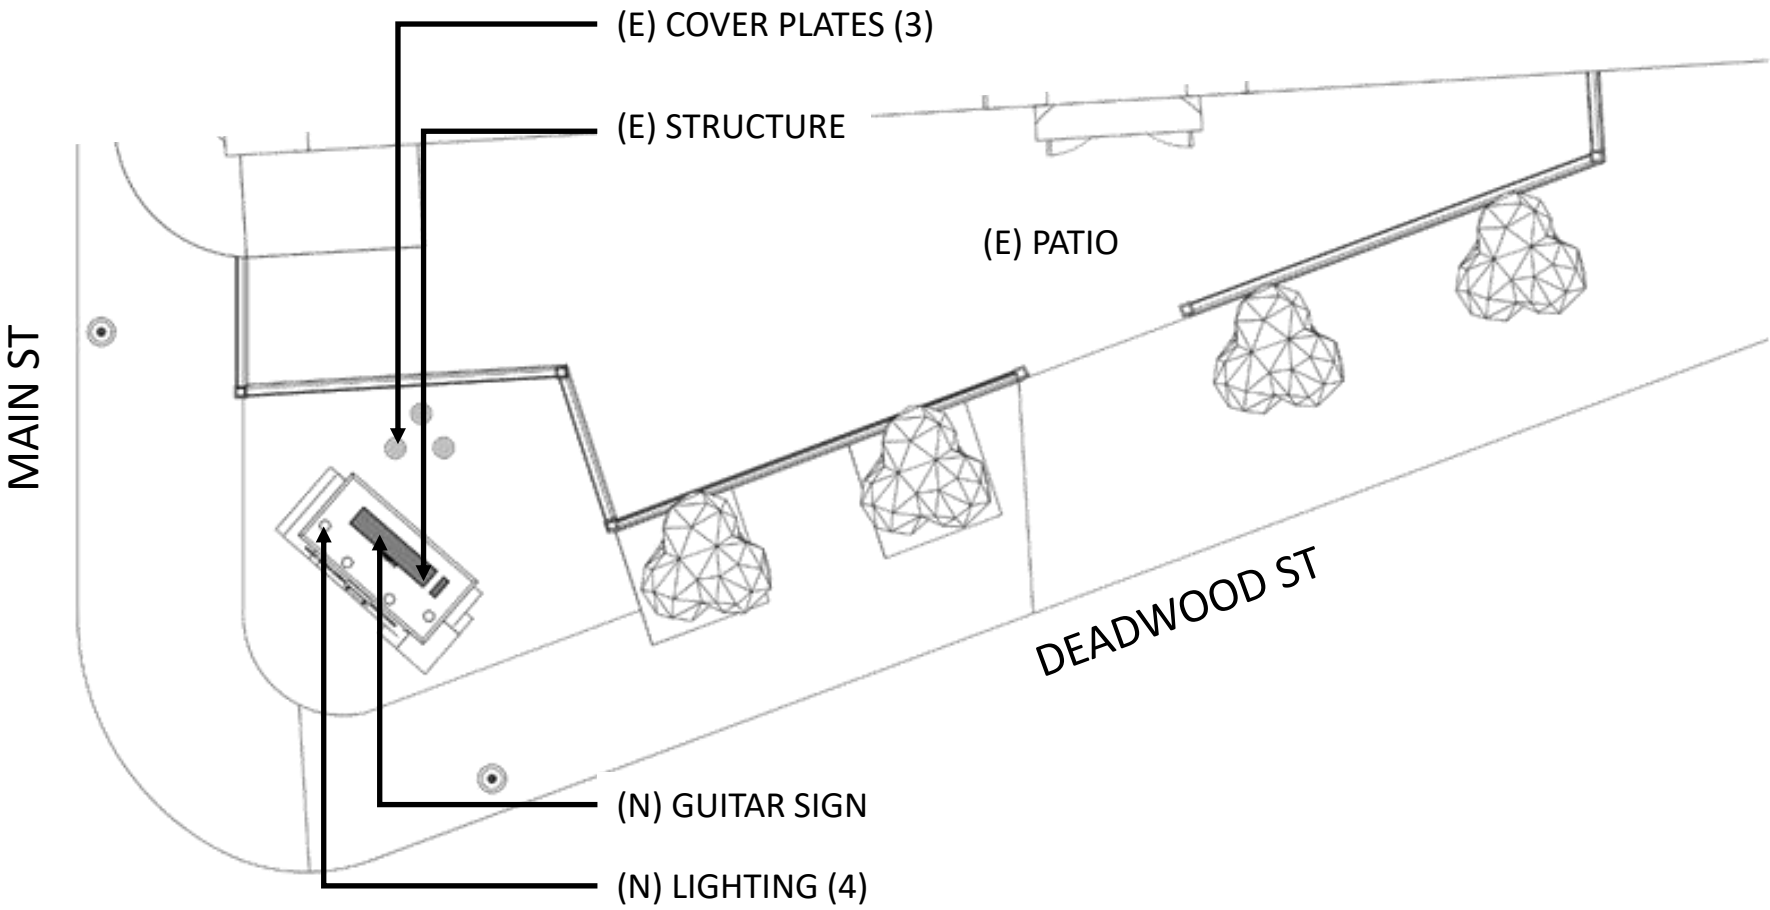 (E) COVER PLATES (3)
(E) STRUCTURE
(E) PATIO
MAIN ST
DEADWOOD ST
(N) GUITAR SIGN
(N) LIGHTING (4)